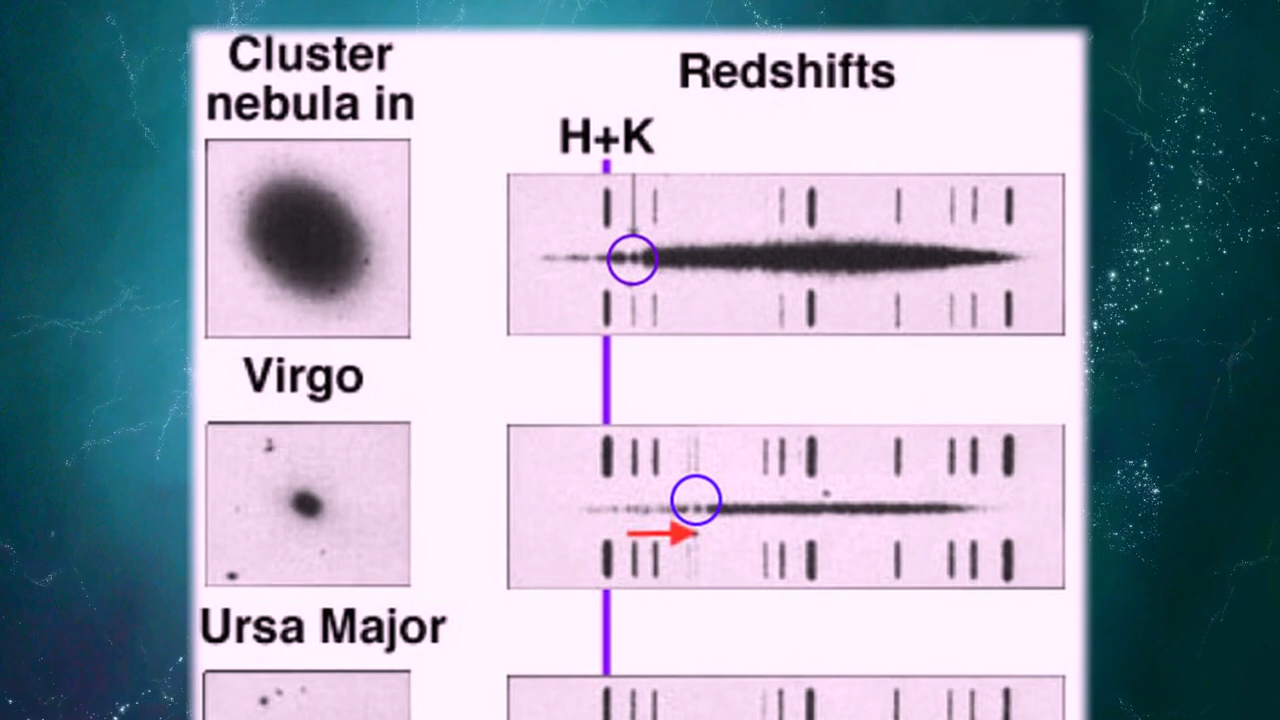 Cluster
nebula in
Redshifts
H+K
Virgo
Ursa Major